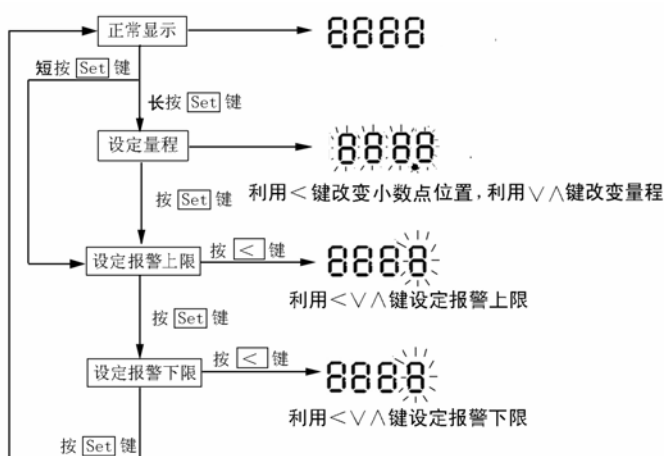 正常显示
8888
短按 Set 键
长按 Set 键
设定量程
8888
按 Set 键
利用<键改变小数点位置，利用∨∧键改变量程
设定报警上限
按 < 键
8888
利用<∨∧键设定报警上限
按 Set 键
设定报警下限
按 < 键
8888
利用<∨∧键设定报警下限
按 Set 键